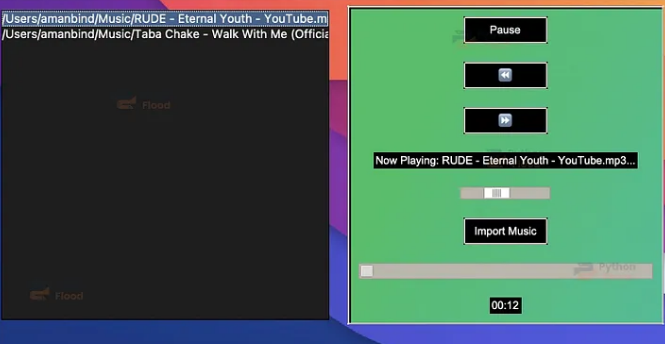 /Users/amanbind/Music/RUDE - Eternal Youth - YouTube.m
/Users/amanbind/Music/Taba Chake - Walk With Me (Officia
Flood
Flood
Pause
Python
Now Playing: RUDE - Eternal Youth - YouTube.mp3...
Import Music
Python
00:12